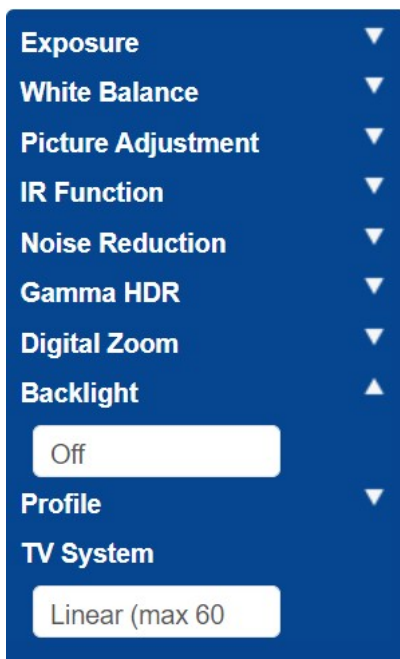 Exposure
White Balance
Picture Adjustment
IR Function
Noise Reduction
Gamma HDR
Digital Zoom
Backlight
Off
Profile
TV System
Linear (max 60